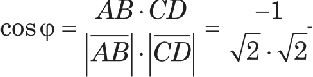 cos φ = AB · CD / |AB| · |CD| = -1 / √2 · √2